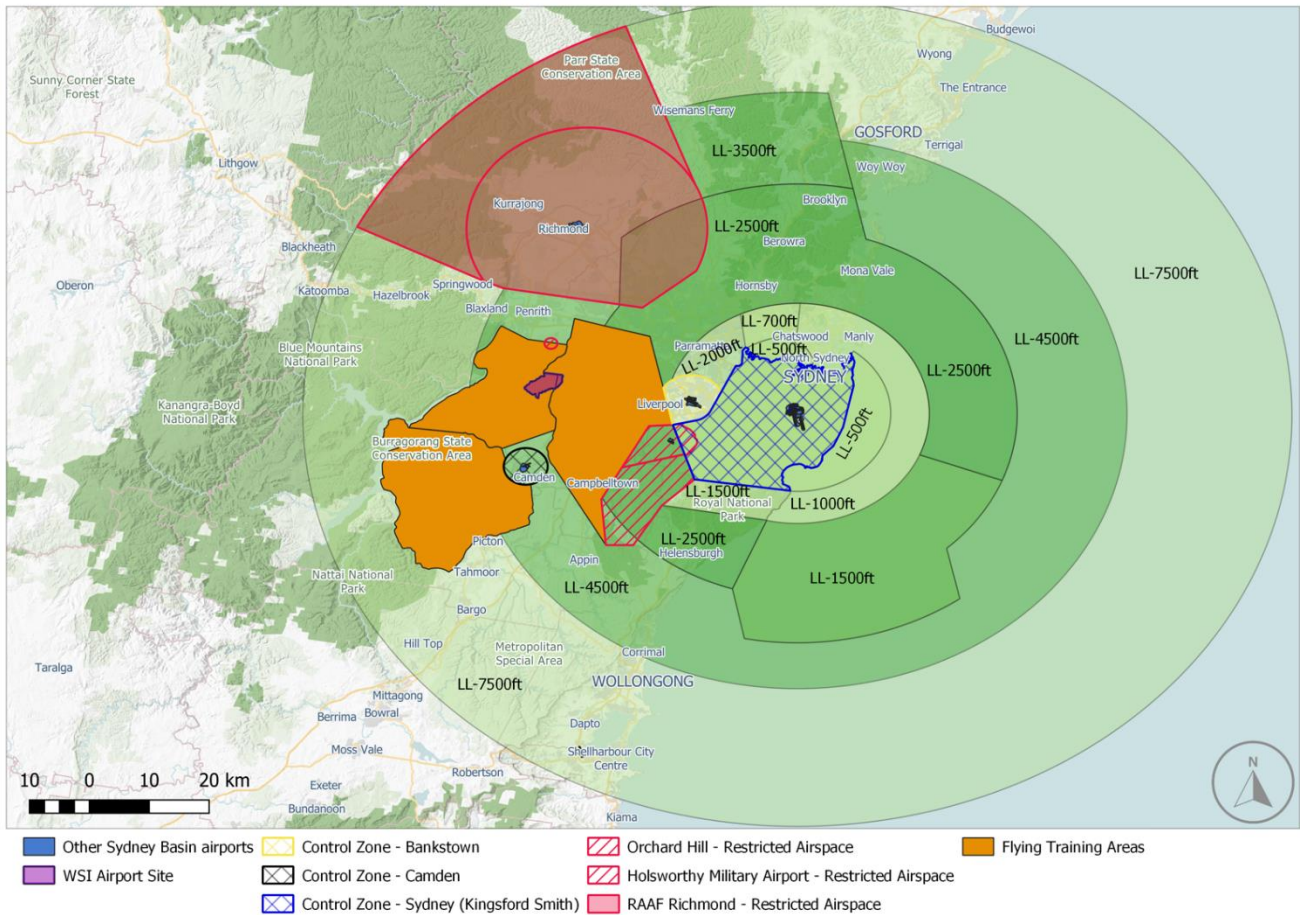 Budgewoi
Wyong
Parr State
Conservation Area
Sunny Corner State
Forest
The Entrance
Wisemans Ferry
GOSFORD
Terrigal
LL-3500ft
Lithgow
Woy Woy
Kurrajong
Brooklyn
Richmond
LL-2500ft
Berowra
Blackheath
Mona Vale
LL-7500ft
Oberon
Katoomba
Hazelbrook
Springwood
Hornsby
Blaxland
Penrith
LL-700ft
Chatswood
Manly
LL-4500ft
Blue Mountains
National Park
Parramatta
LL-2000ft
LL-500ft
North Sydney
SYDNEY
LL-2500ft
Kanangra-Boyd
National Park
Liverpool
LL-500ft
Burragorang State
Conservation Area
Camden
Campbelltown
LL-1500ft
Royal National
Park
LL-1000ft
Picton
LL-2500ft
Helensburgh
Appin
Nattai National
Park
Tahmoor
LL-4500ft
LL-1500ft
Bargo
Hill Top
Metropolitan
Special Area
Corrimal
Taralga
LL-7500ft
WOLLONGONG
Mittagong
Berrima
Bowral
Dapto
Moss Vale
Shellharbour City
Centre
Robertson
10 0 10 20 km
Exeter
Bundanoon
Kiama
N
Other Sydney Basin airports
Control Zone - Bankstown
Orchard Hill - Restricted Airspace
Flying Training Areas
WSI Airport Site
Control Zone - Camden
Holsworthy Military Airport - Restricted Airspace
Control Zone - Sydney (Kingsford Smith)
RAAF Richmond - Restricted Airspace